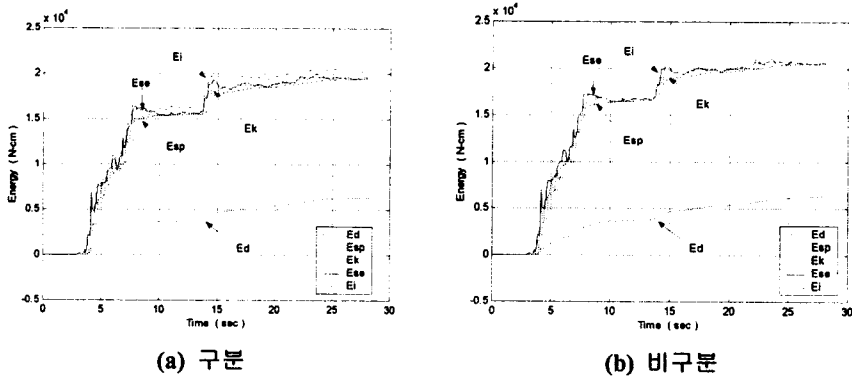 x 10⁴
2.5
2
1.5
1
0.5
0
-0.5
0
5
10
15
20
25
30
Energy ( N-cm )
Time ( sec )
Ei
Ese
Ek
Esp
Ed
Ed
Esp
Ek
Ese
Ei
(a) 구분
x 10⁴
2.5
2
1.5
1
0.5
0
-0.5
0
5
10
15
20
25
30
Energy ( N-cm )
Time ( sec )
Ei
Ese
Ek
Esp
Ed
Ed
Esp
Ek
Ese
Ei
(b) 비구분